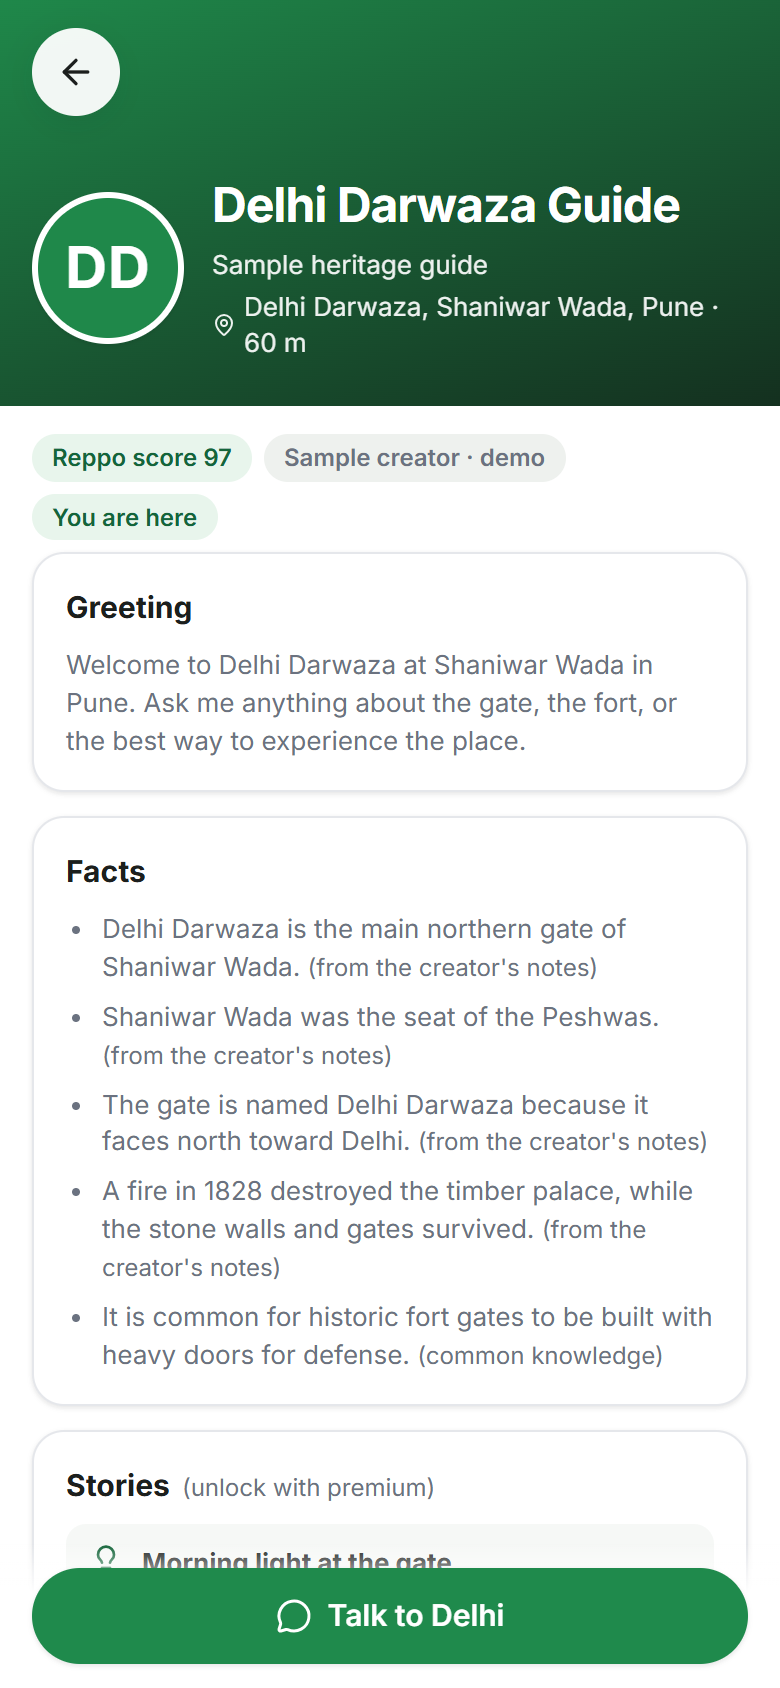 DD
Delhi Darwaza Guide
Sample heritage guide
Delhi Darwaza, Shaniwar Wada, Pune ·
60 m
Reppo score 97
Sample creator · demo
You are here
Greeting
Welcome to Delhi Darwaza at Shaniwar Wada in
Pune. Ask me anything about the gate, the fort, or
the best way to experience the place.
Facts
• Delhi Darwaza is the main northern gate of
Shaniwar Wada. (from the creator's notes)
• Shaniwar Wada was the seat of the Peshwas.
(from the creator's notes)
• The gate is named Delhi Darwaza because it
faces north toward Delhi. (from the creator's notes)
• A fire in 1828 destroyed the timber palace, while
the stone walls and gates survived. (from the
creator's notes)
• It is common for historic fort gates to be built with
heavy doors for defense. (common knowledge)
Stories (unlock with premium)
Morning light at the gate
Talk to Delhi